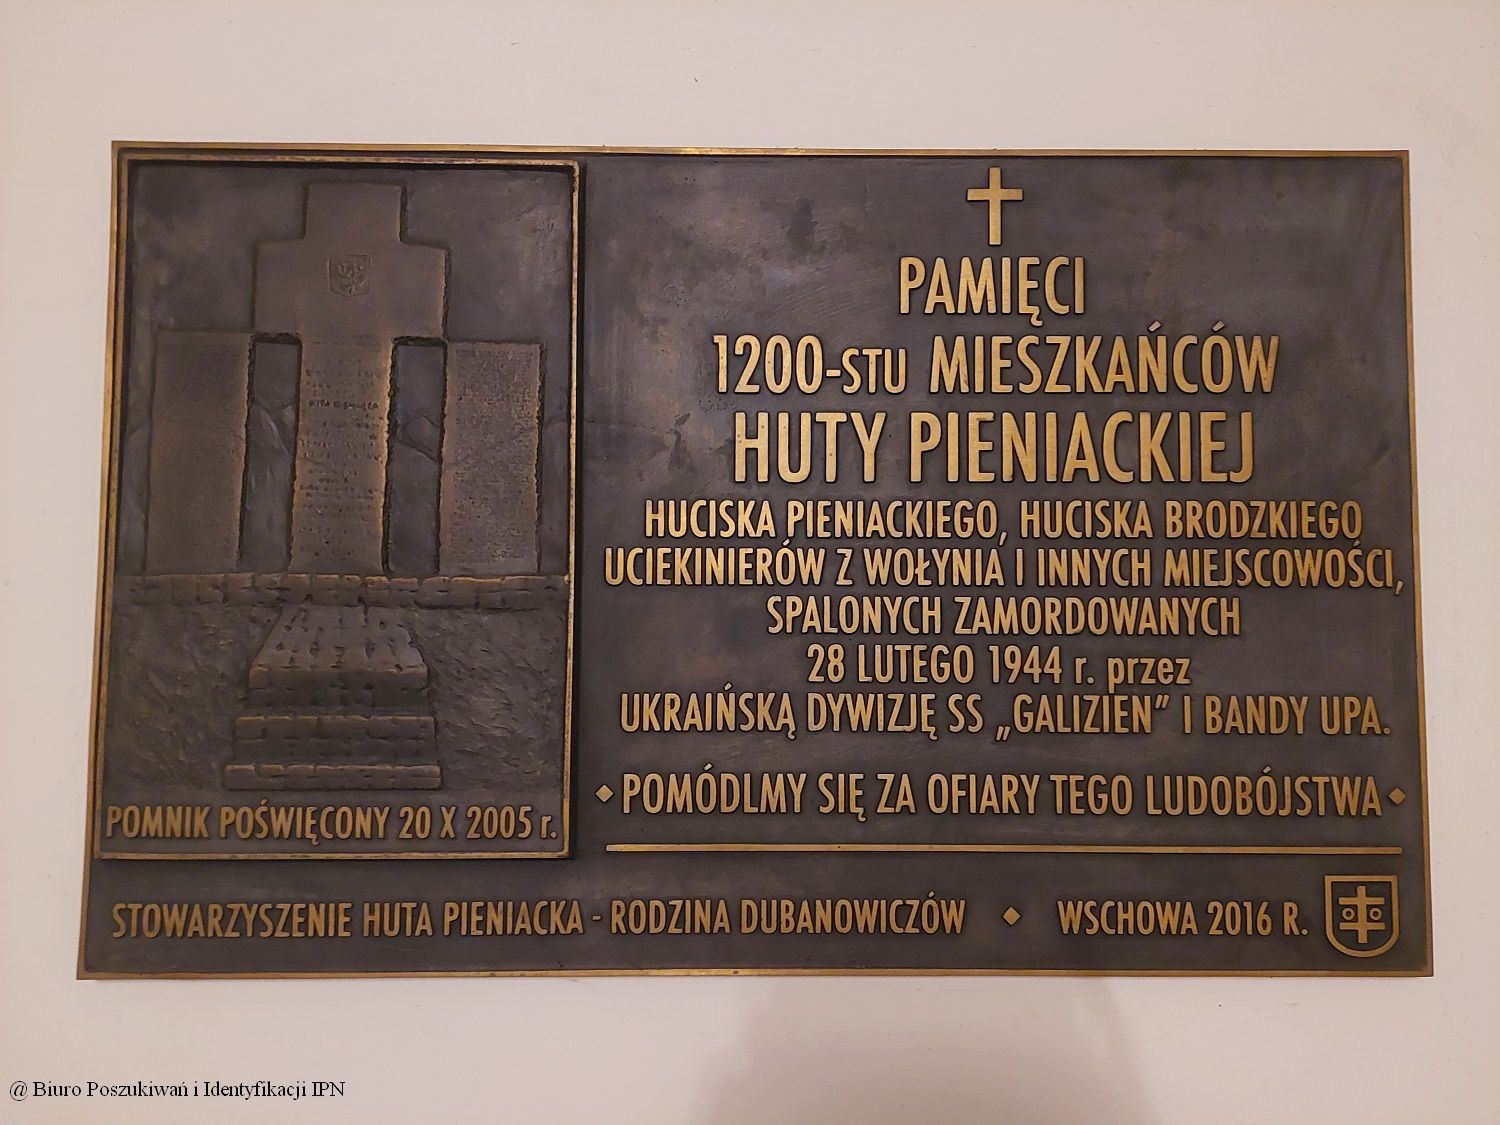 PAMIĘCI
1200-STU MIESZKAŃCÓW
HUTY PIENIACKIEJ
HUCISKA PIENIACKIEGO, HUCISKA BRODZKIEGO
UCIEKINIERÓW Z WOŁYNIA I INNYCH MIEJSCOWOŚCI,
SPALONYCH ZAMORDOWANYCH
28 LUTEGO 1944 r. przez
UKRAIŃSKĄ DYWIZJĘ SS „GALIZIEN” I BANDY UPA.
POMÓDLMY SIĘ ZA OFIARY TEGO LUDOBÓJSTWA
POMNIK POŚWIĘCONY 20 X 2005 r.
STOWARZYSZENIE HUTA PIENIACKA - RODZINA DUBANOWICZÓW WSCHOWA 2016 R.
@ Biuro Poszukiwań i Identyfikacji IPN